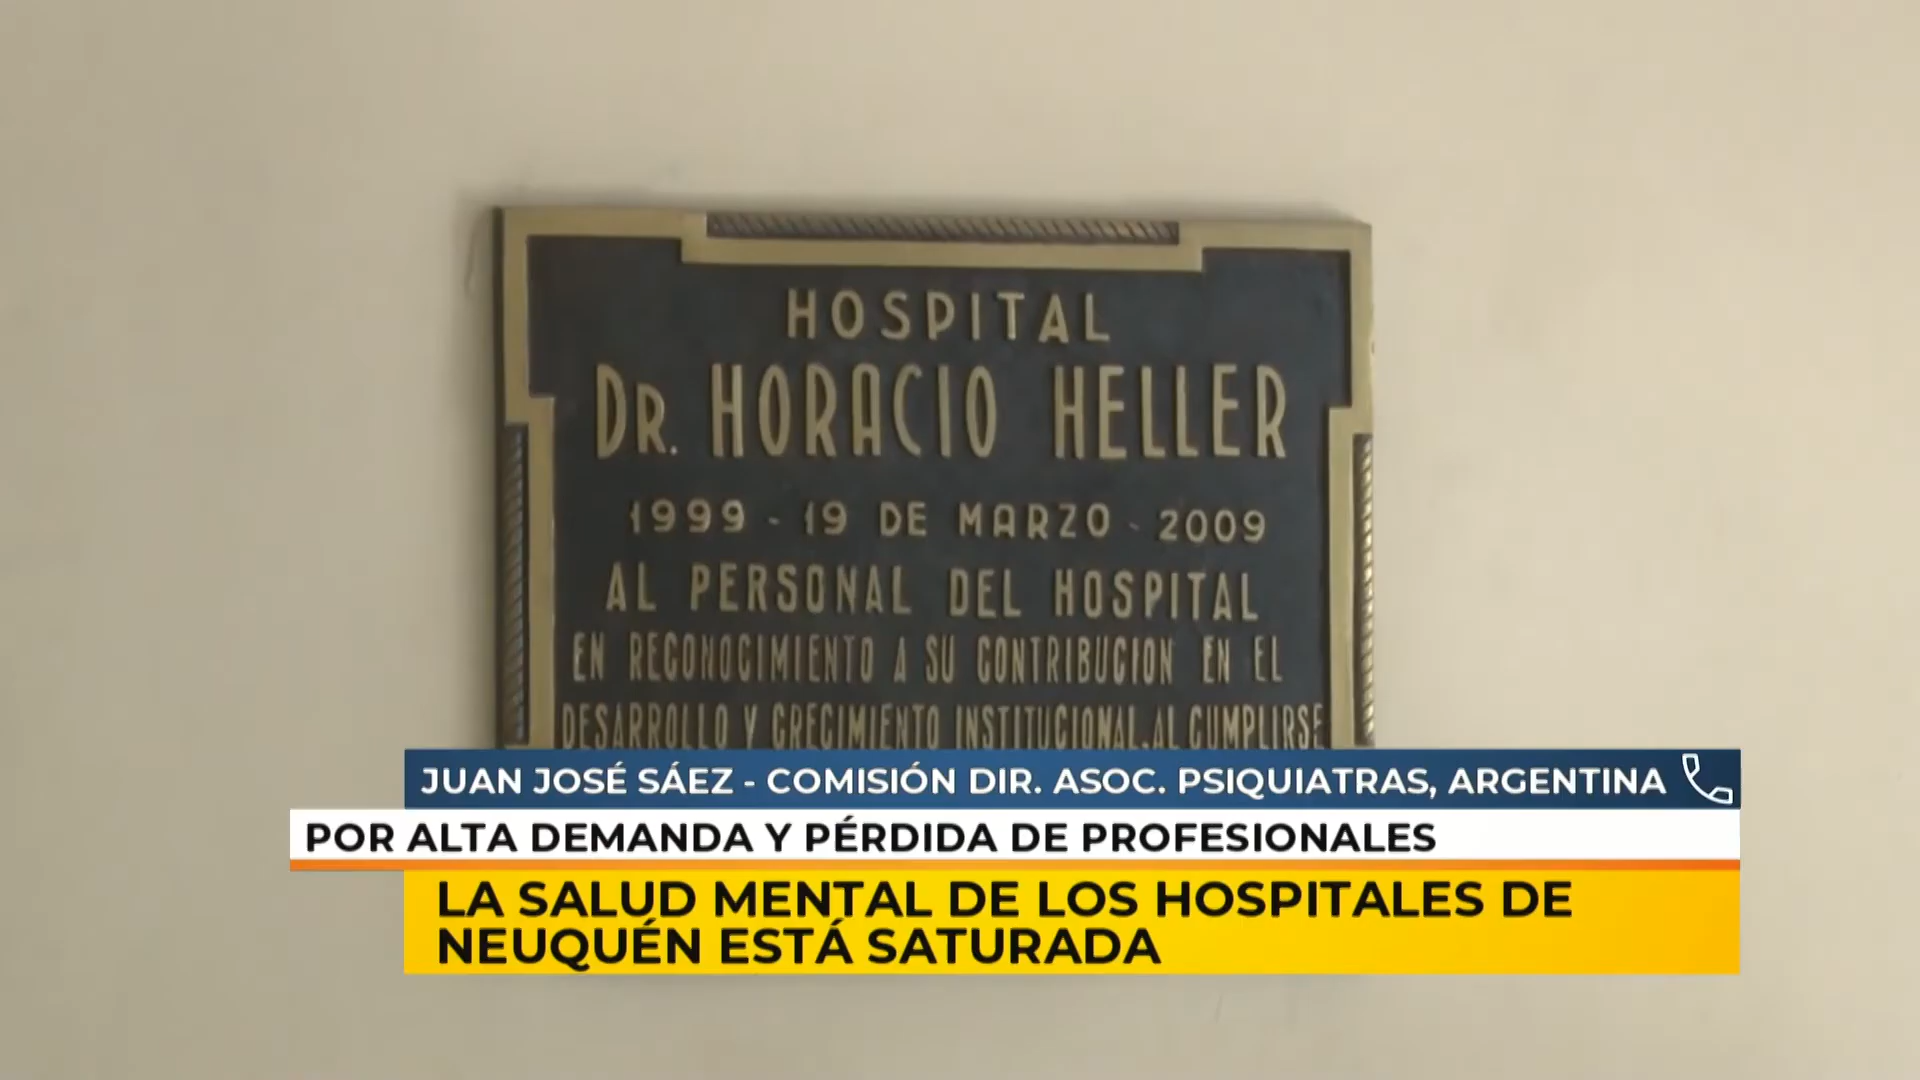 HOSPITAL
DR. HORACIO HELLER
1999 - 19 DE MARZO - 2009
AL PERSONAL DEL HOSPITAL
EN RECONOCIMIENTO A SU CONTRIBUCION EN EL
DESARROLLO Y CRECIMIENTO INSTITUCIONAL, AL CUMPLIRSE
JUAN JOSÉ SÁEZ - COMISIÓN DIR. ASOC. PSIQUIATRAS, ARGENTINA
POR ALTA DEMANDA Y PÉRDIDA DE PROFESIONALES
LA SALUD MENTAL DE LOS HOSPITALES DE
NEUQUÉN ESTÁ SATURADA